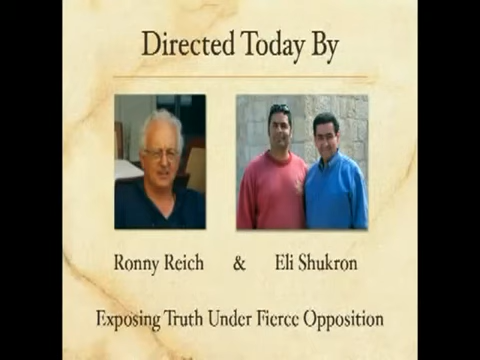 Directed Today By
Ronny Reich & Eli Shukron
Exposing Truth Under Fierce Opposition